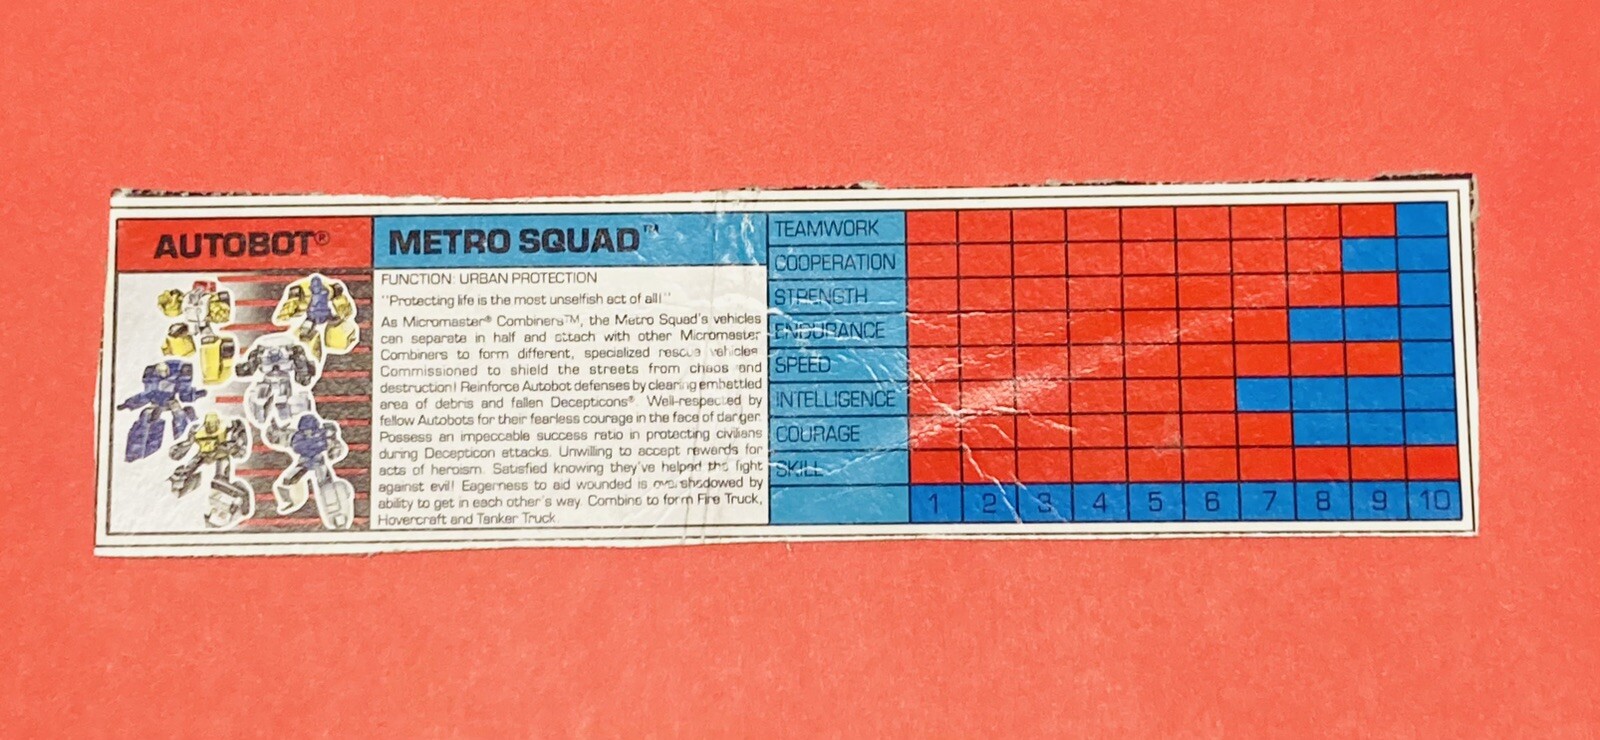 AUTOBOT®
METRO SQUAD™
FUNCTION: URBAN PROTECTION
"Protecting life is the most unselfish act of all!"
As Micromaster® Combiners™, the Metro Squad's vehicles
can separate in half and attach with other Micromaster
Combiners to form different, specialized rescue vehicles
Commissioned to shield the streets from chaos and
destruction! Reinforce Autobot defenses by clearing embattled
area of debris and fallen Decepticons®. Well-respected by
fellow Autobots for their fearless courage in the face of danger.
Possess an impeccable success ratio in protecting civilians
during Decepticon attacks. Unwilling to accept rewards for
acts of heroism. Satisfied knowing they've helped the fight
against evil! Eagerness to aid wounded is overshadowed by
ability to get in each other's way. Combine to form Fire Truck,
Hovercraft and Tanker Truck.
TEAMWORK
COOPERATION
STRENGTH
ENDURANCE
SPEED
INTELLIGENCE
COURAGE
SKILL
1 2 3 4 5 6 7 8 9 10